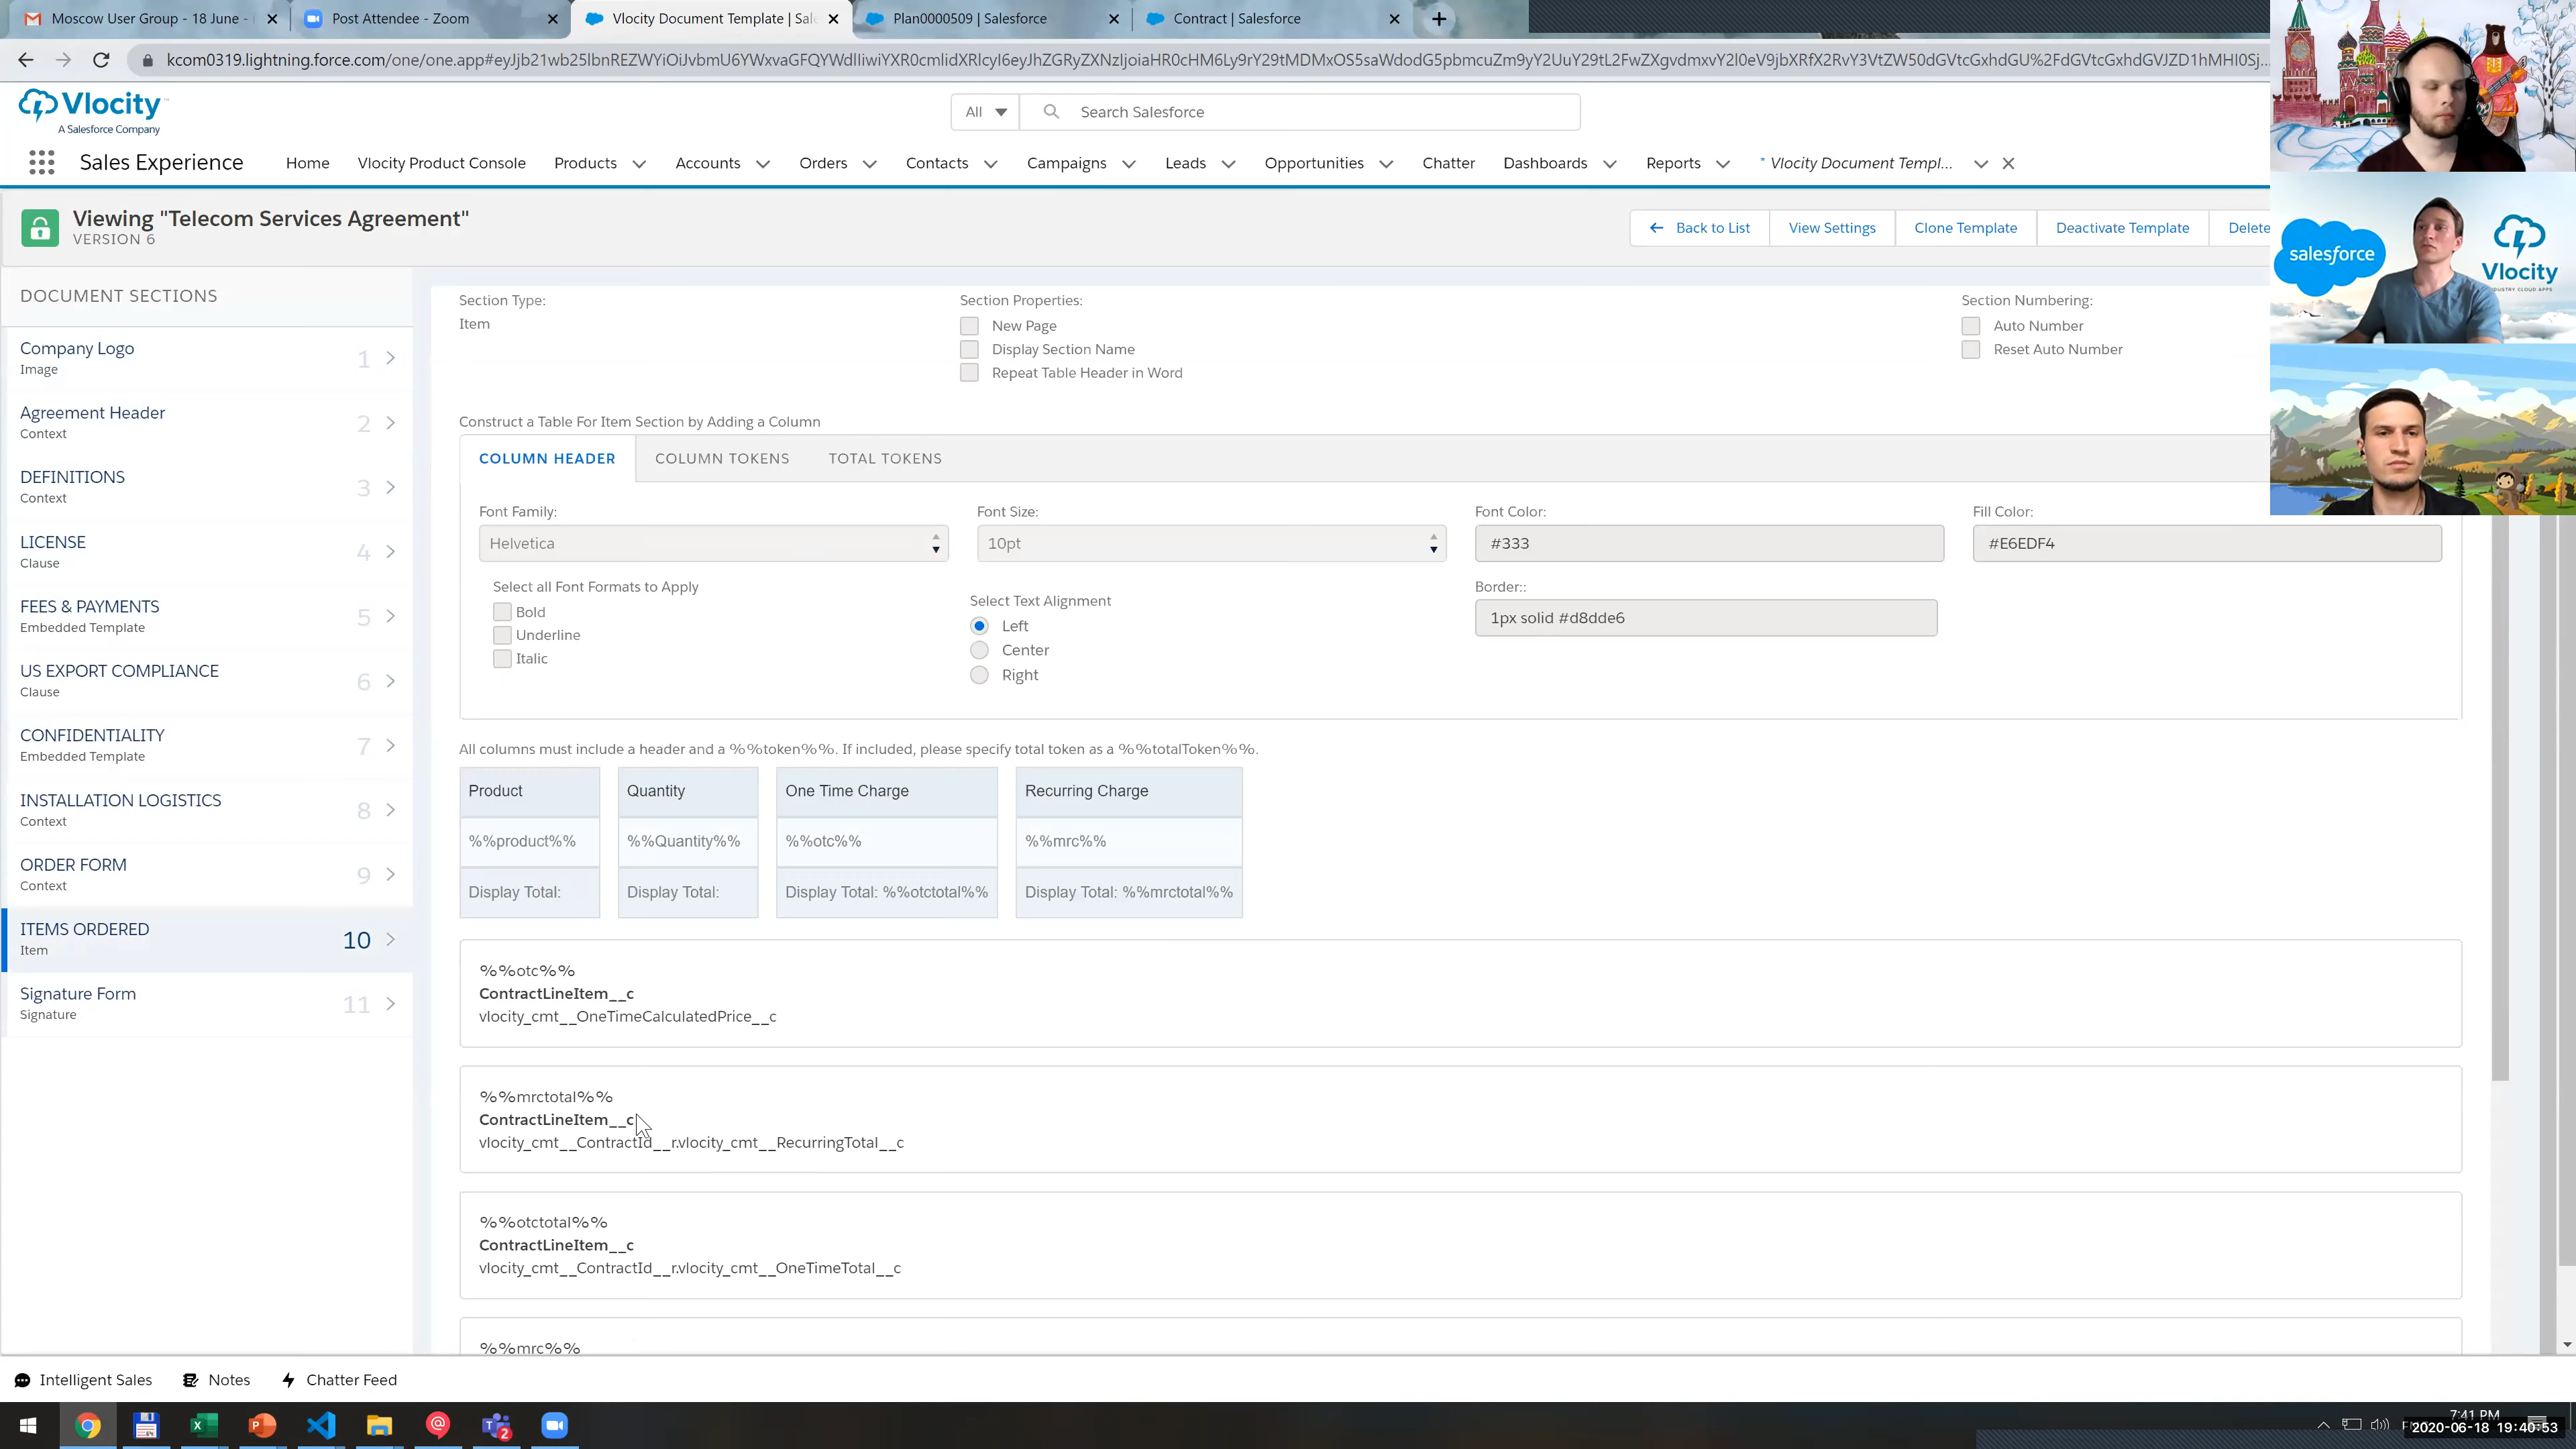 Moscow User Group - 18 June -
Post Attendee - Zoom
Vlocity Document Template | Sal
Plan0000509 | Salesforce
Contract | Salesforce
Vlocity
A Salesforce Company
All
Search Salesforce
Sales Experience
Home
Vlocity Product Console
Products
Accounts
Orders
Contacts
Campaigns
Leads
Opportunities
Chatter
Dashboards
Reports
* Vlocity Document Templ...
Viewing "Telecom Services Agreement"
VERSION 6
Back to List
View Settings
Clone Template
Deactivate Template
Delete
salesforce
Vlocity
DOCUMENT SECTIONS
Company Logo
Image
1
Agreement Header
Context
2
DEFINITIONS
Context
3
LICENSE
Clause
4
FEES & PAYMENTS
Embedded Template
5
US EXPORT COMPLIANCE
Clause
6
CONFIDENTIALITY
Embedded Template
7
INSTALLATION LOGISTICS
Context
8
ORDER FORM
Context
9
ITEMS ORDERED
Item
10
Signature Form
Signature
11
Section Type:
Item
Section Properties:
New Page
Display Section Name
Repeat Table Header in Word
Section Numbering:
Auto Number
Reset Auto Number
Construct a Table For Item Section by Adding a Column
COLUMN HEADER
COLUMN TOKENS
TOTAL TOKENS
Font Family:
Helvetica
Font Size:
10pt
Font Color:
#333
Fill Color:
#E6EDF4
Select all Font Formats to Apply
Bold
Underline
Italic
Select Text Alignment
Left
Center
Right
Border::
1px solid #d8dde6
All columns must include a header and a %%token%%. If included, please specify total token as a %%totalToken%%.
Product
Quantity
One Time Charge
Recurring Charge
%%product%%
%%Quantity%%
%%otc%%
%%mrc%%
Display Total:
Display Total:
Display Total: %%otctotal%%
Display Total: %%mrctotal%%
%%otc%%
ContractLineItem__c
vlocity_cmt__OneTimeCalculatedPrice__c
%%mrctotal%%
ContractLineItem__c
vlocity_cmt__ContractId__r.vlocity_cmt__RecurringTotal__c
%%otctotal%%
ContractLineItem__c
vlocity_cmt__ContractId__r.vlocity_cmt__OneTimeTotal__c
%%mrc%%
Intelligent Sales
Notes
Chatter Feed
7:41 PM
2020-06-18 19:40:53